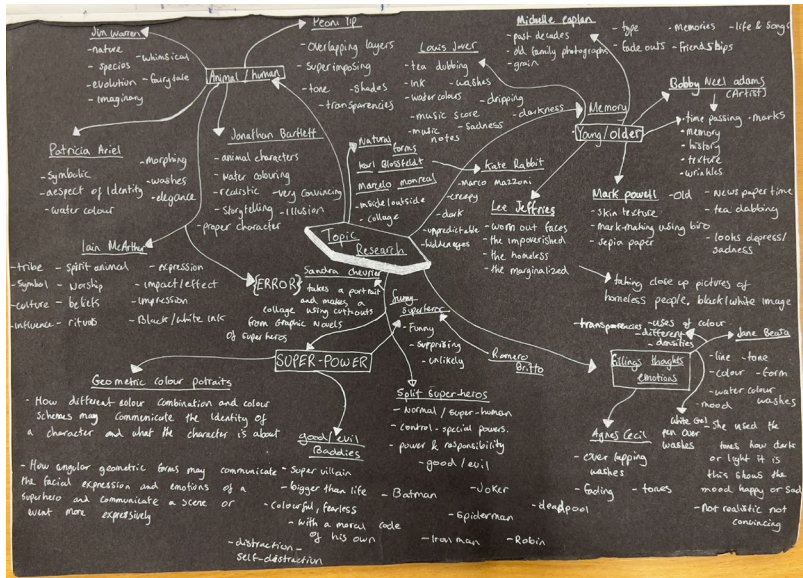 Jim Warren
-nature
- species
-evolution
- Imaginary
-whimsical
- fairytale
Animal/human
Peoni Yip
- overlapping layers
- superimposing
- tone
- shades
- transparencies
Patricia Ariel
- Symbolic
- aespect of Identity
- water colour
-morphing
-washes
- elegance
Jonathan Bartlett
- animal characters
- water colouring
- realistic -very convincing
- Storytelling - illusion
-proper character
Iain McArthur
-tribe
-symbol
-culture
-influence
- spirit animal
- worship
- beliefs
- rituals
- expression
- impact/effect
- impression
- Black/white ink
{ERROR}
Topic
Research
Natural
forms
Karl Blossfeldt
marcelo monreal
-inside/outside
- collage
Louis Jover
- tea dubbing
- Ink
- washes
- watercolours
- dripping
- music score
- music
notes
- sadness
-darkness
Michelle Caplan
- past decades
- old family photographs
- grain
- type
- fade outs
- Memories
- friendships
- life & songs
Memory
Young/older
Bobby Neel adams
(Artist)
-time passing
-marks
- memory
- history
- texture
- wrinkles
Kate Rabbit
-marco mazzoni
-creepy
-dark
-unpredictable
-hidden eyes
Lee Jeffries
- worn out faces
- the impoverished
- the homeless
- the marginalized
taking close up pictures of
homeless people, black/white image
Mark powell
- skin texture
- mark-making using biro
- sepia paper
-Old
- News paper time
- tea dabbing
- looks depress/
sadness
Sandra chevrier
takes a portrait
and makes a
collage using cuthouts
from Graphic Novels
of superheros
Funny
superheroe
- Funny
- surprising
- unlikely
Romero
Britto
SUPER-POWER
Geometric colour potraits
- How different colour combination and colour
schemes may communicate the identity of
a character and what the character is about
- How angular geometric forms may communicate
the facial expression and emotions of a
superhero and communicate a scene or
event more expressively
good/evil
Baddies
- Super villain
- bigger than life
- Colourful, fearless
- with a moral code
of his own
-distraction-
self-distraction
Split super-heros
- Normal / super-human
- control - special powers.
- power & responsibility
- good/evil
- Batman
- Joker
- Spiderman
- deadpool
- Iron man
- Robin
fillings thoughts
emotions
-transparencies
-uses of colour
-different
- densities
Jane Beata
- line
- tone
- colour
- form
- water colour
washes
-mood
White Gel
pen over
washes
-She used the
tones how dark
or light it is
this shows the
mood happy or sad
-Not realistic not
convincing
Agnes Cecil
- over lapping
washes
- fading
- tones